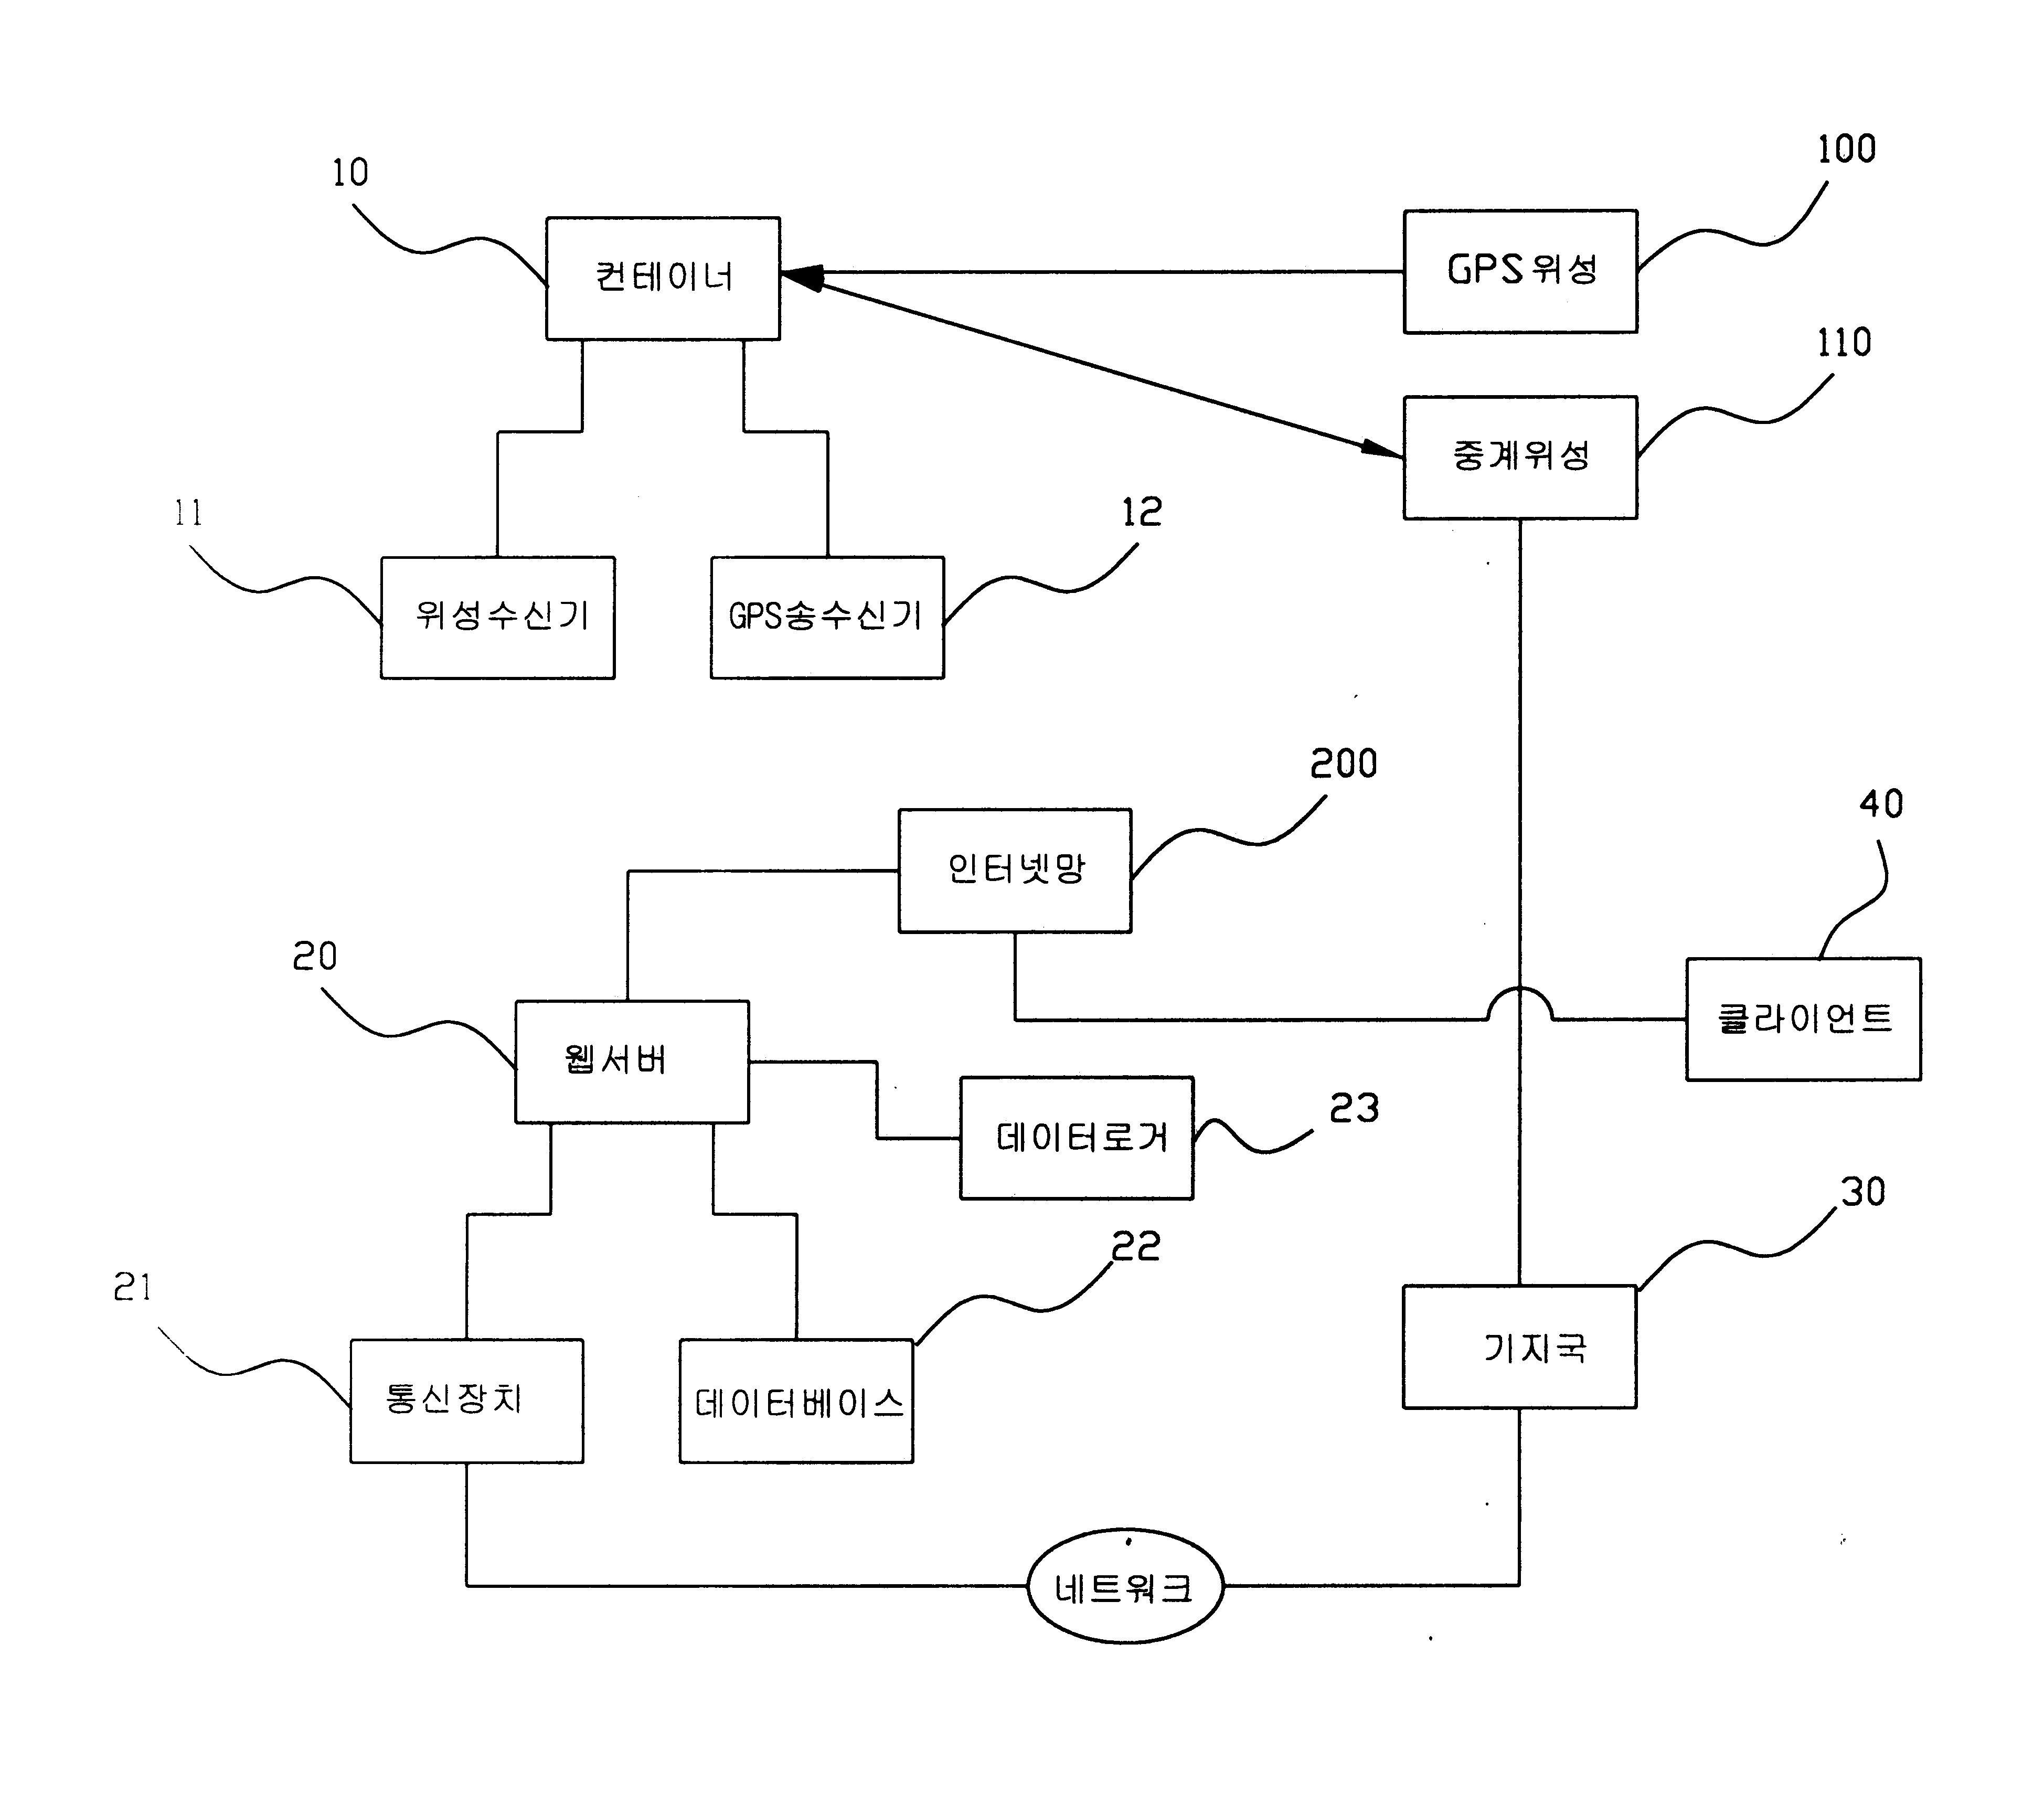 100
10
컨테이너
GPS위성
110
중계위성
11
12
위성수신기
GPS송수신기
200
40
인터넷망
20
클라이언트
웹서버
23
데이터로거
30
22
21
기지국
통신장치
데이터베이스
네트워크